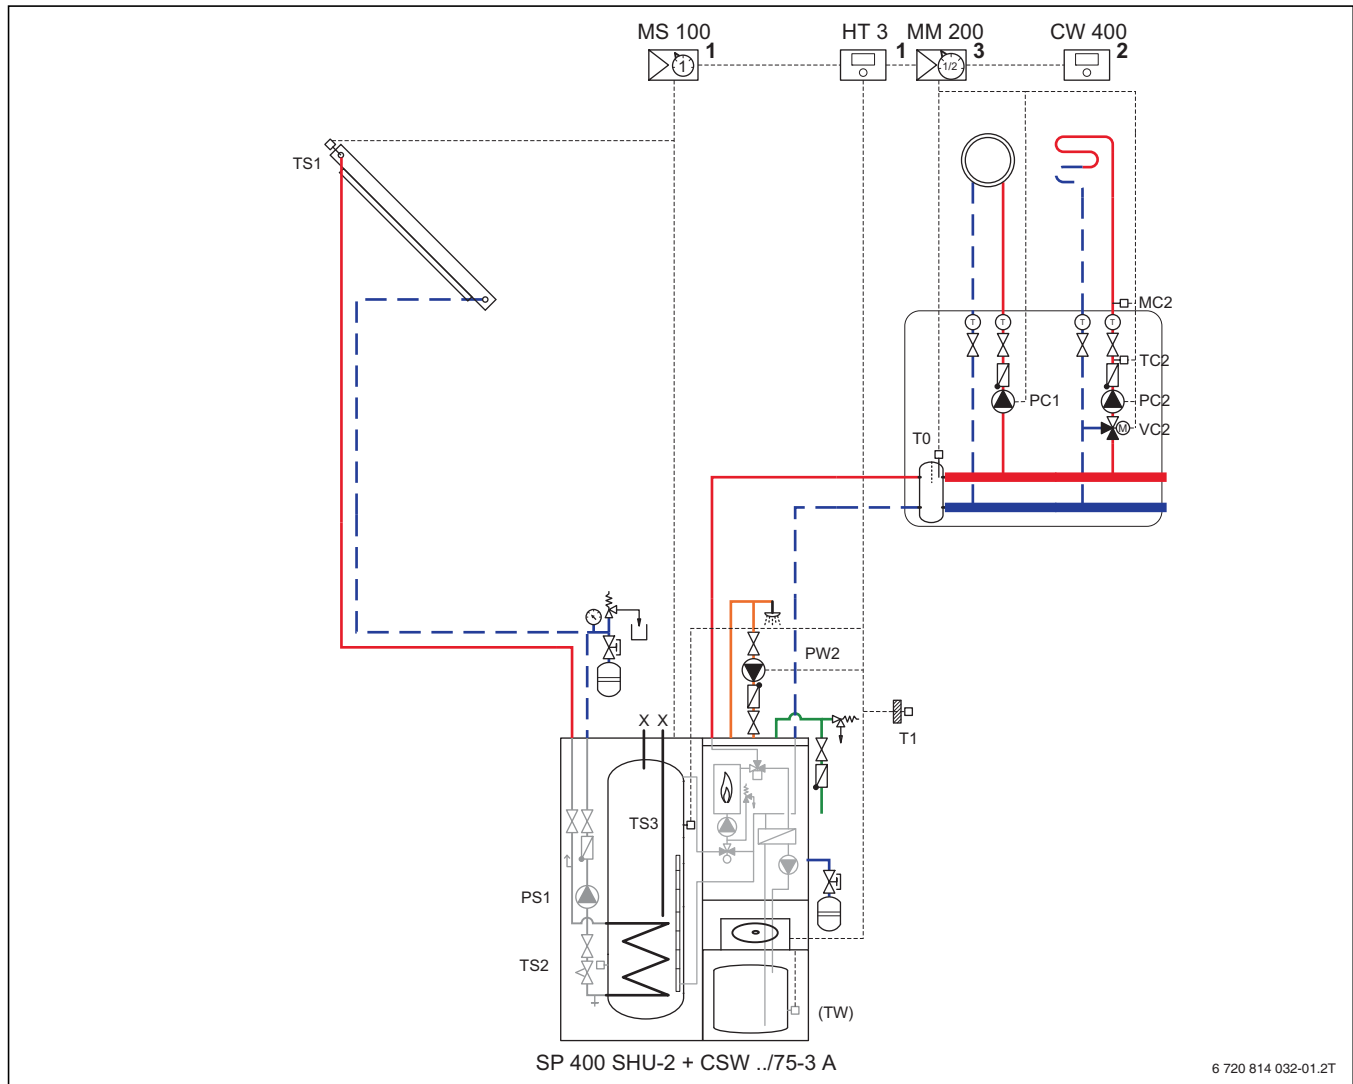 MS 100
1
HT 3
1
MM 200
3
CW 400
2
1
1/2
TS1
MC2
T
T
T
T
TC2
PC1
PC2
M
VC2
T0
PW2
T1
X
X
TS3
PS1
TS2
(TW)
SP 400 SHU-2 + CSW ../75-3 A
6 720 814 032-01.2T